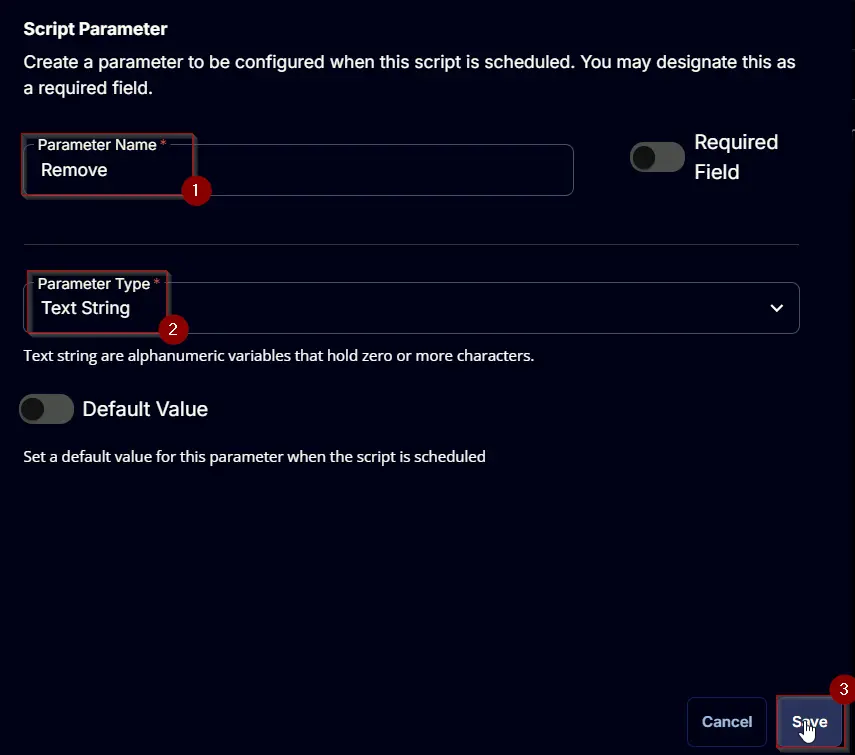 Script Parameter
Create a parameter to be configured when this script is scheduled. You may designate this as
a required field.
Parameter Name *
Remove
1
Required
Field
Parameter Type *
Text String
2
Text string are alphanumeric variables that hold zero or more characters.
Default Value
Set a default value for this parameter when the script is scheduled
3
Cancel
Save